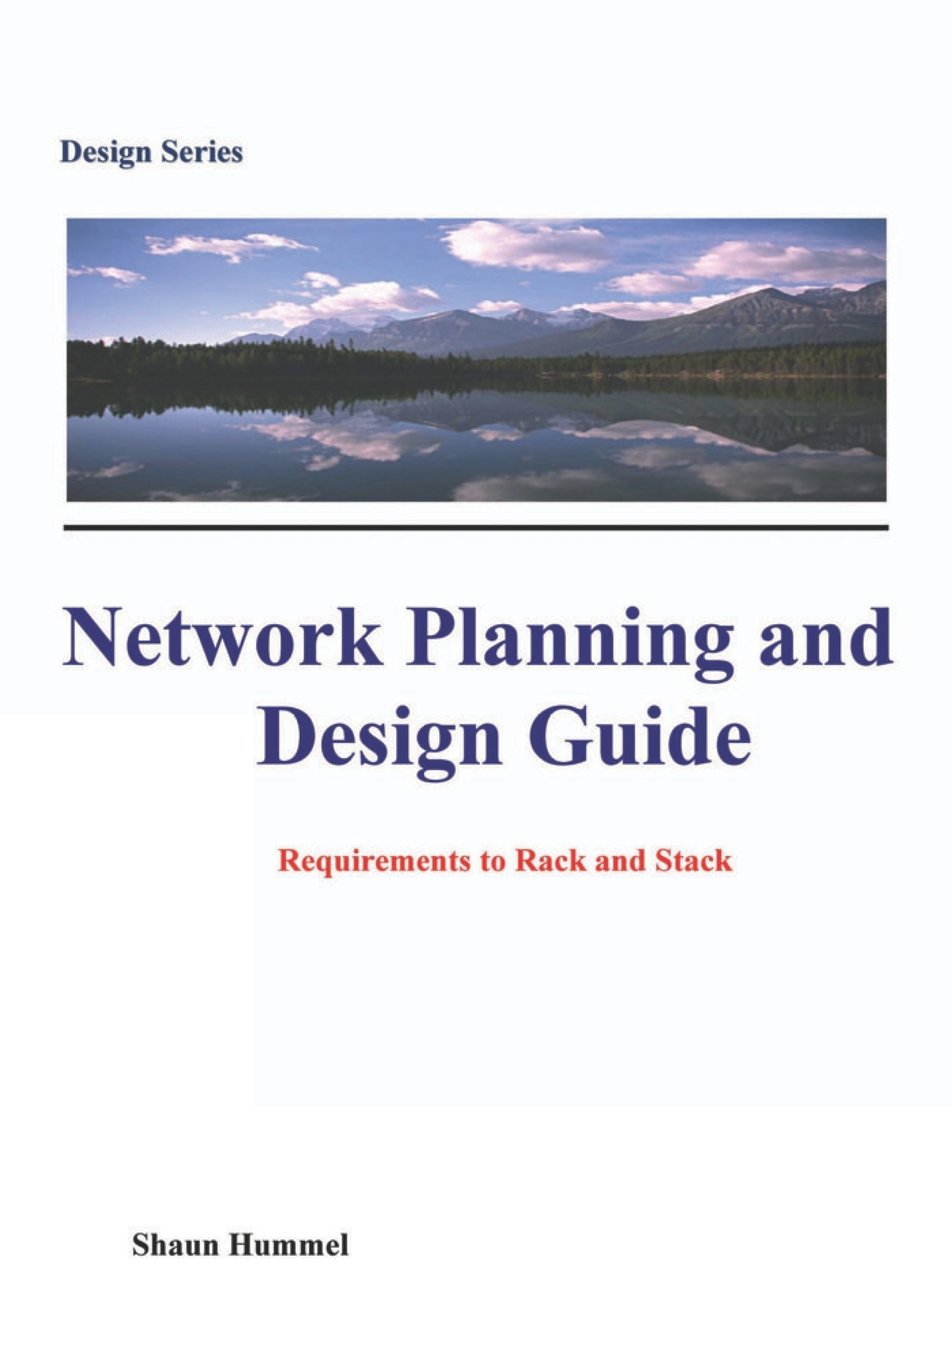 Design Series
Network Planning and
Design Guide
Requirements to Rack and Stack
Shaun Hummel